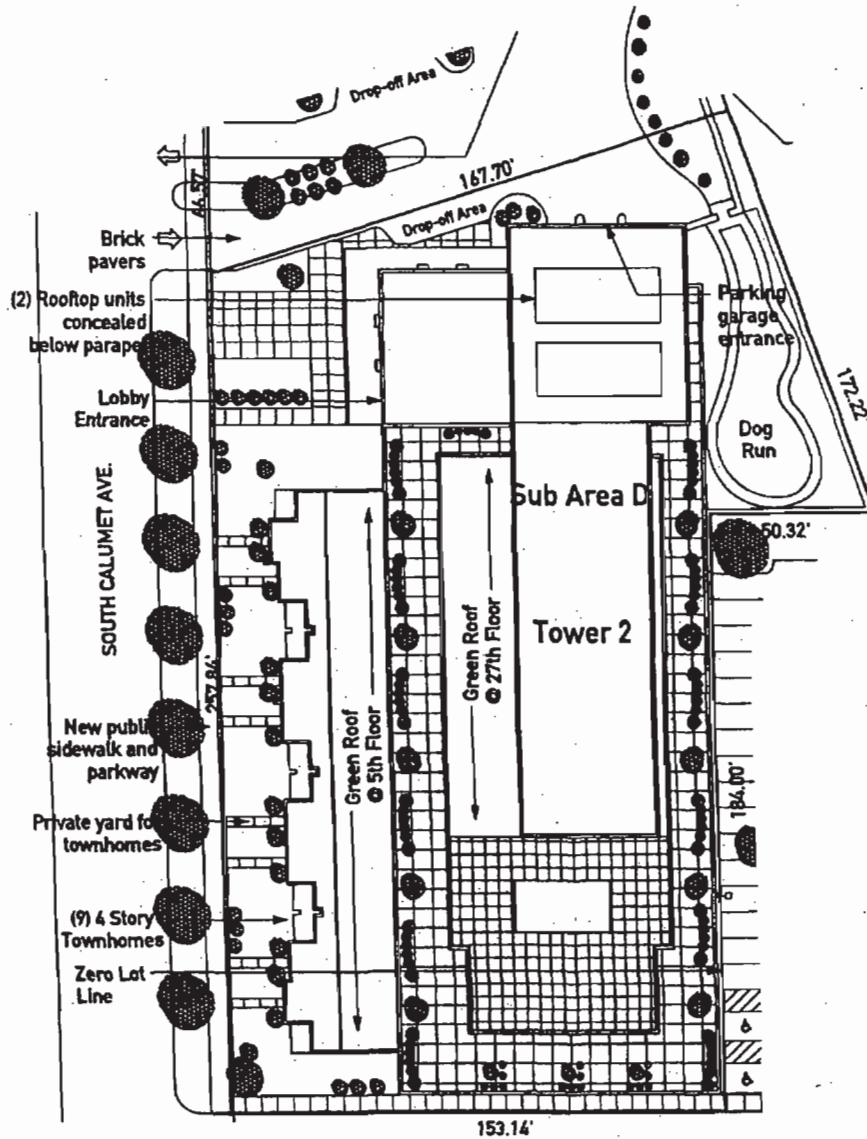 Drop-off Area
167.70'
Drop-off Area
Brick
pavers
(2) Rooftop units
concealed
below parape
Parking
garage
entrance
Lobby
Entrance
172.22'
Dog
Run
SOUTH CALUMET AVE.
Sub Area D
50.32'
Tower 2
Green Roof
@ 27th Floor
Green Roof
@ 5th Floor
New public
sidewalk and
parkway
184.00'
Private yard fo
townhomes
(9) 4 Story
Townhomes
Zero Lot
Line
153.14'